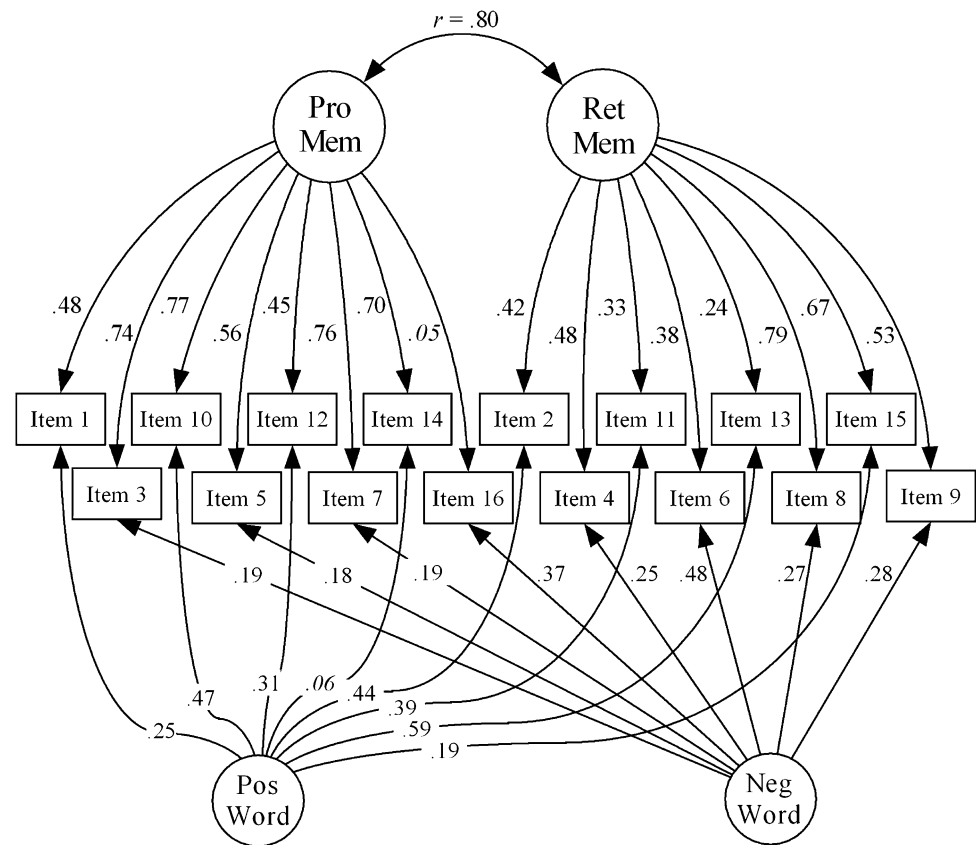 r = .80
Pro
Mem
Ret
Mem
.48
.74
.77
.56
.45
.76
.70
.05
.42
.48
.33
.38
.24
.79
.67
.53
Item 1
Item 10
Item 12
Item 14
Item 2
Item 11
Item 13
Item 15
Item 3
Item 5
Item 7
Item 16
Item 4
Item 6
Item 8
Item 9
.19
.18
.19
.37
.25
.48
.27
.28
.25
.47
.31
.06
.44
.39
.59
.19
Pos
Word
Neg
Word